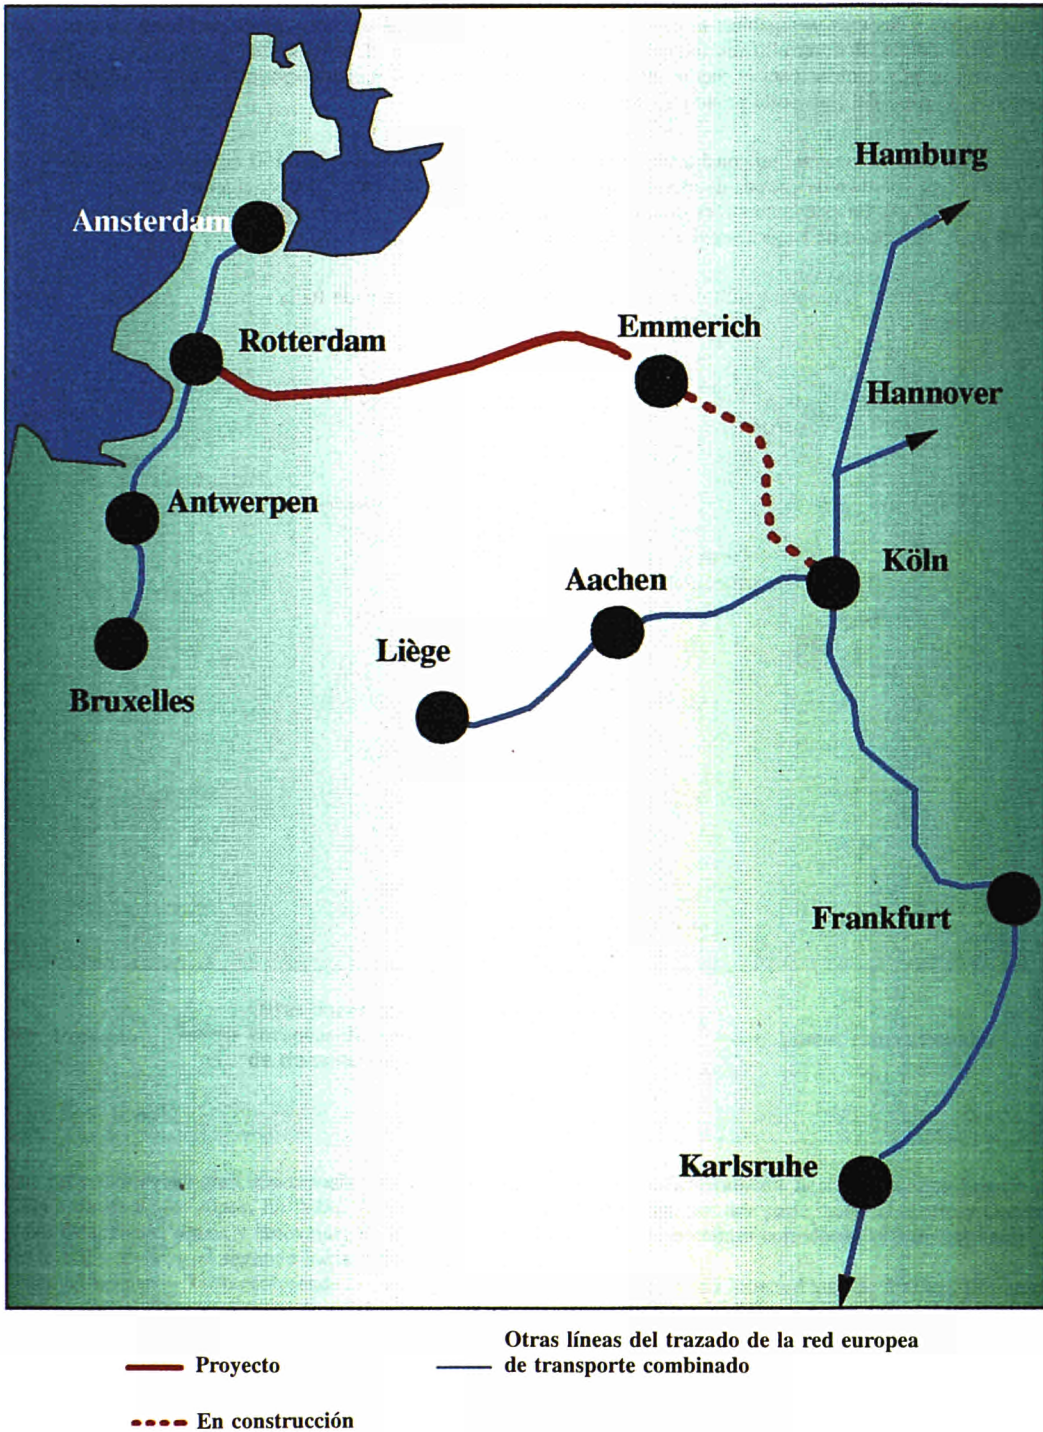 Hamburg
Amsterdam
Emmerich
Rotterdam
Hannover
Antwerpen
Köln
Aachen
Liège
Bruxelles
Frankfurt
Karlsruhe
Otras líneas del trazado de la red europea
de transporte combinado
Proyecto
En construcción